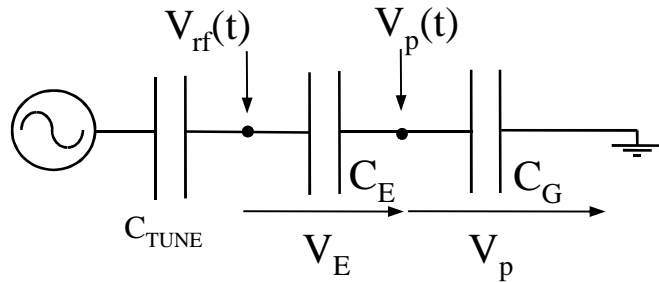 V_rf(t)
V_p(t)
C_TUNE
C_E
C_G
V_E
V_p